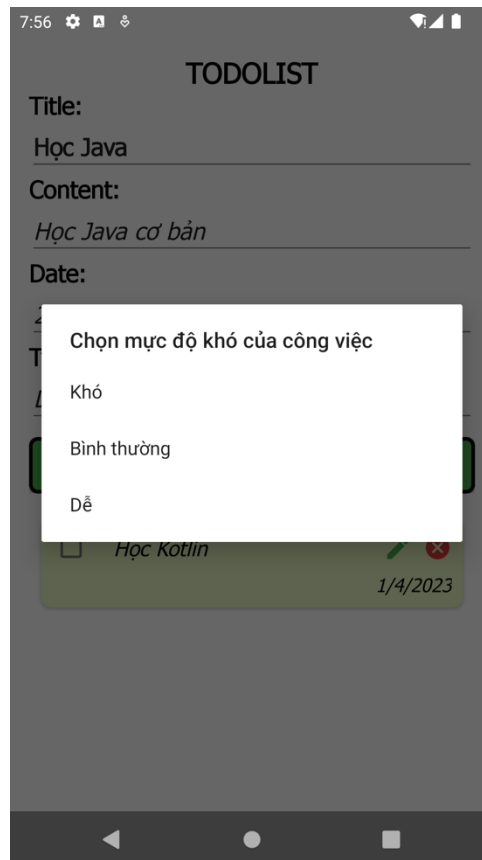 7:56
TODOLIST
Title:
Học Java
Content:
Học Java cơ bản
Date:
Chọn mực độ khó của công việc
Khó
Bình thường
Dễ
Học Kotlin
1/4/2023